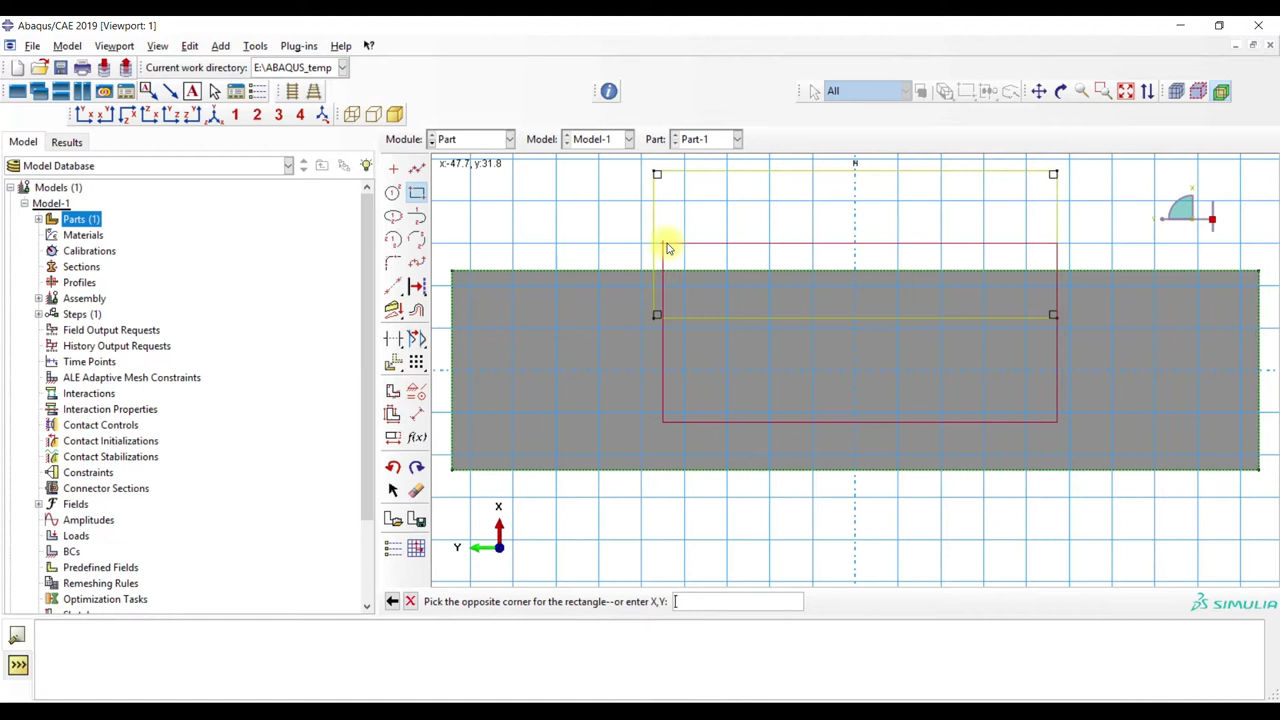 Abaqus/CAE 2019 [Viewport: 1]
File Model Viewport View Edit Add Tools Plug-ins Help
Current work directory: E:\ABAQUS_temp
All
1 2 3 4
Model Results
Module: Part Model: Model-1 Part: Part-1
Model Database
x:-47.7, y:31.8
H
Models (1)
Model-1
Parts (1)
Materials
Calibrations
Sections
Profiles
Assembly
Steps (1)
Field Output Requests
History Output Requests
Time Points
ALE Adaptive Mesh Constraints
Interactions
Interaction Properties
Contact Controls
Contact Initializations
Contact Stabilizations
Constraints
Connector Sections
Fields
Amplitudes
Loads
BCs
Predefined Fields
Remeshing Rules
Optimization Tasks
f(x)
X
Y
X
Y
Pick the opposite corner for the rectangle--or enter X,Y:
SIMULIA
>>>